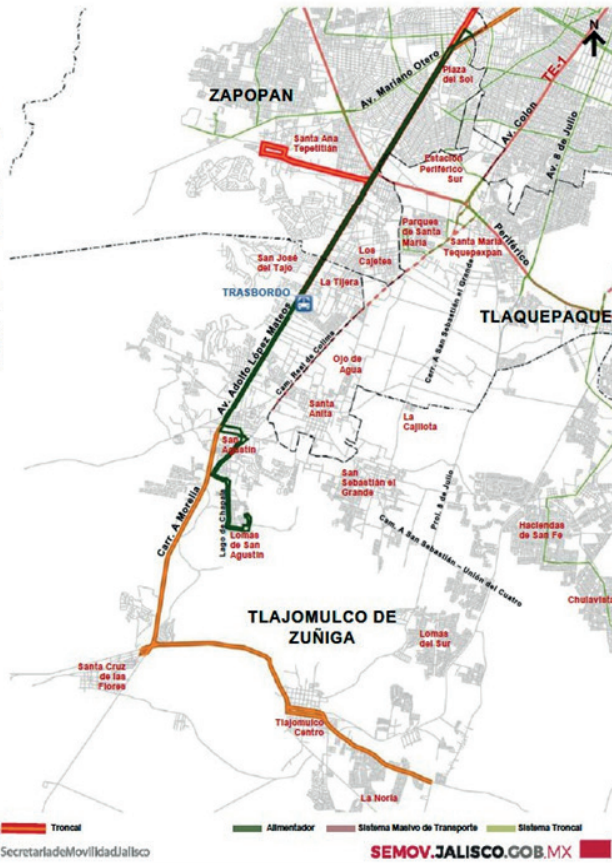 N
Plaza
del Sol
TE-1
Av. Mariano Otero
ZAPOPAN
Av. Colon
Av. 8 de Julio
Santa Ana
Tepetitlán
Estación
Periférico
Sur
Parques
de Santa
María
Santa María
Tequepexpan
Periférico
Los
Cajetes
San José
del Tajo
La Tijera
TRASBORDO
TLAQUEPAQUE
Carr. A San Sebastián el Grande
Av. Adolfo López Mateos
Cam. Real de Colima
Ojo de
Agua
Santa
Anita
La
Cajilota
San
Agustín
San
Sebastián el
Grande
Prol. 8 de Julio
Carr. A Morelia
Lago de Chapala
Lomas
de San
Agustín
Haciendas
de San Fe
Cam. A San Sebastián - Unión del Cuatro
Chulavista
TLAJOMULCO DE
ZUÑIGA
Lomas
del Sur
Santa Cruz
de las
Flores
Tlajomulco
Centro
La Noria
Troncal
Alimentador
Sistema Masivo de Transporte
Sistema Troncal
SecretaríadeMovilidadJalisco
SEMOV.JALISCO.GOB.MX